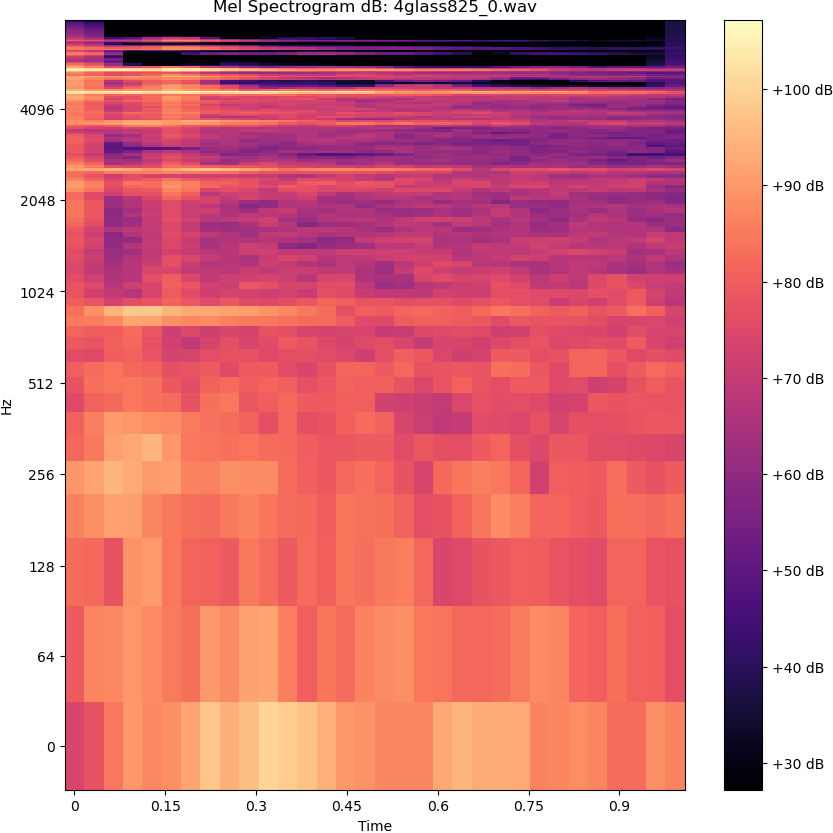 Mel Spectrogram dB: 4glass825_0.wav
4096
2048
1024
512
256
128
64
0
Hz
0
0.15
0.3
0.45
0.6
0.75
0.9
Time
+100 dB
+90 dB
+80 dB
+70 dB
+60 dB
+50 dB
+40 dB
+30 dB